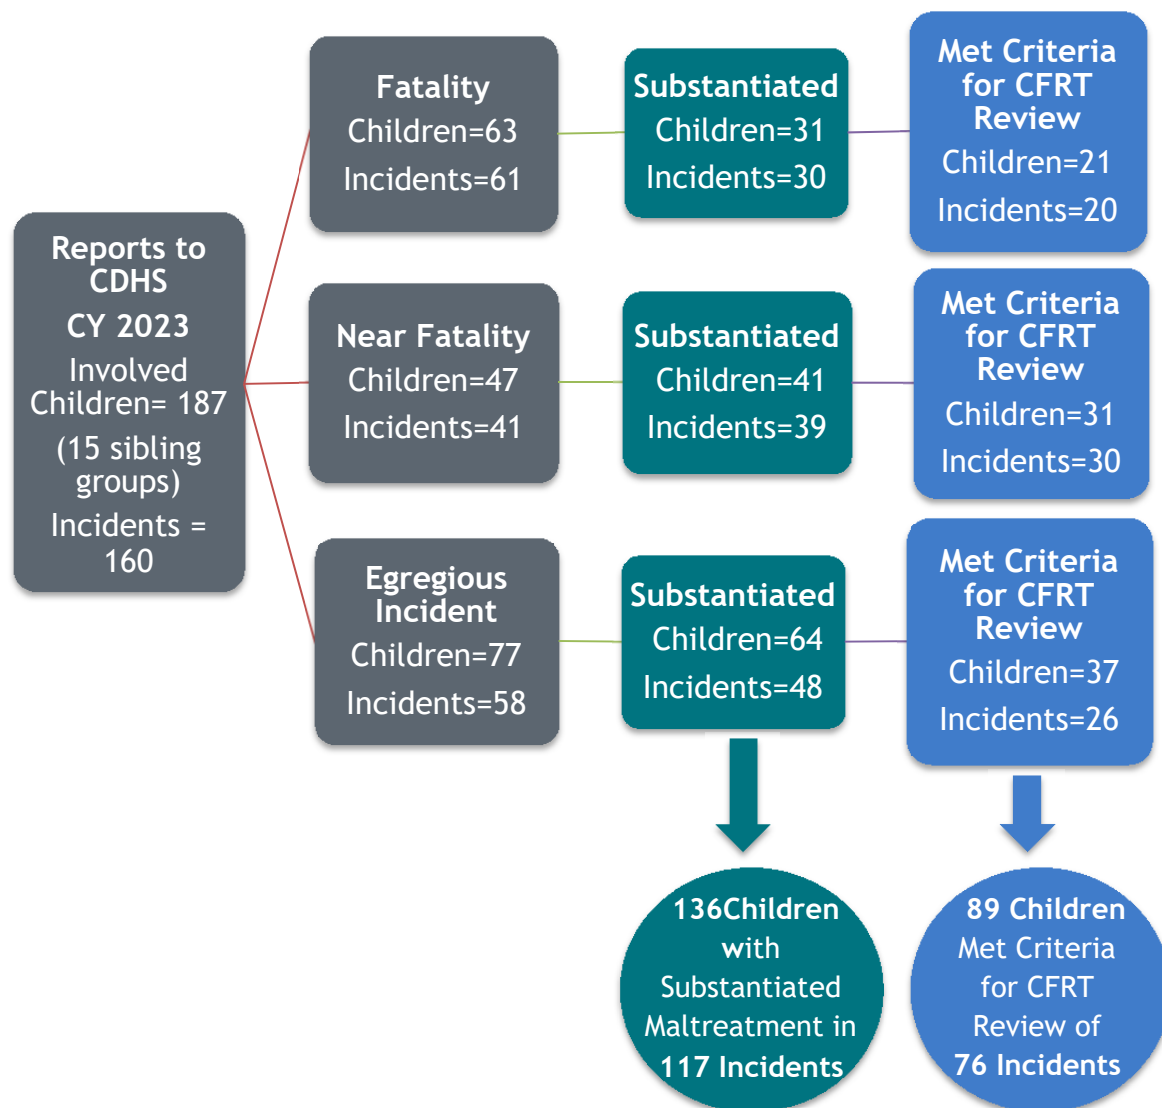 Reports to
CDHS
CY 2023
Involved
Children= 187
(15 sibling
groups)
Incidents =
160
Fatality
Children=63
Incidents=61
Substantiated
Children=31
Incidents=30
Met Criteria
for CFRT
Review
Children=21
Incidents=20
Near Fatality
Children=47
Incidents=41
Substantiated
Children=41
Incidents=39
Met Criteria
for CFRT
Review
Children=31
Incidents=30
Egregious
Incident
Children=77
Incidents=58
Substantiated
Children=64
Incidents=48
Met Criteria
for CFRT
Review
Children=37
Incidents=26
136Children
with
Substantiated
Maltreatment in
117 Incidents
89 Children
Met Criteria
for CFRT
Review of
76 Incidents